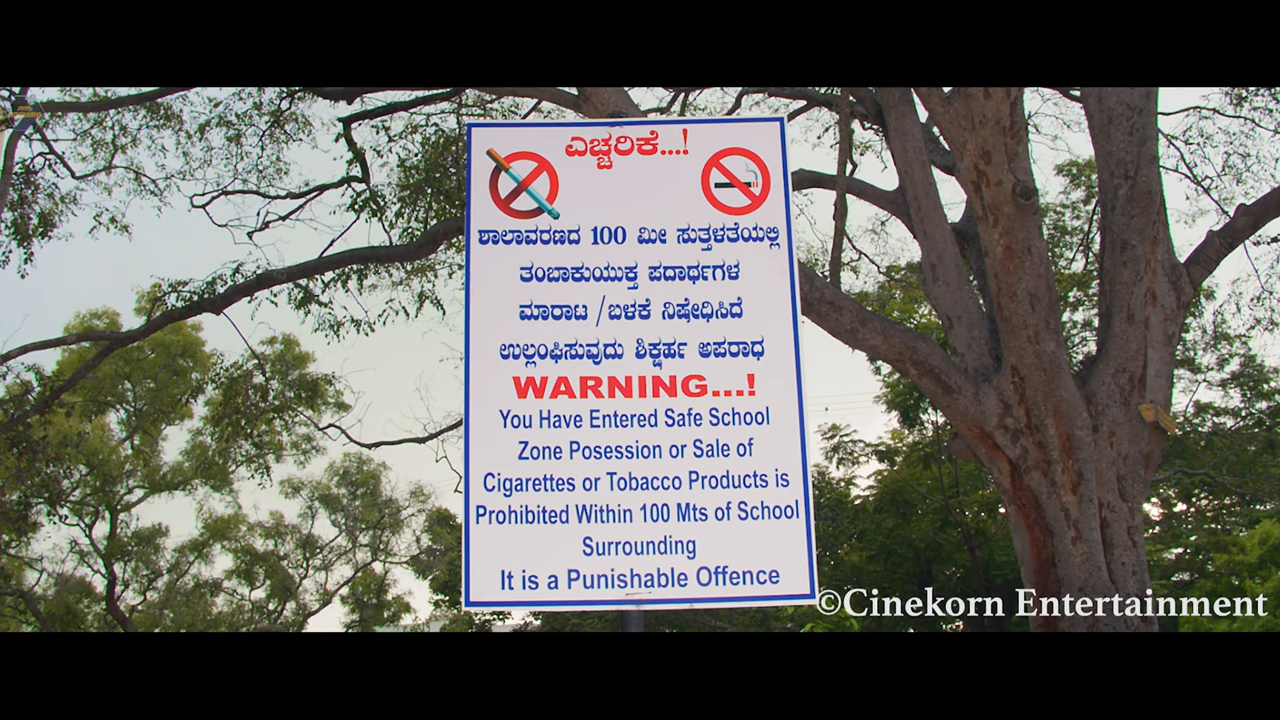 ಎಚ್ಚರಿಕೆ...!
ಶಾಲಾವರಣದ 100 ಮೀ ಸುತ್ತಳತೆಯಲ್ಲಿ
ತಂಬಾಕುಯುಕ್ತ ಪದಾರ್ಥಗಳ
ಮಾರಾಟ / ಬಳಕೆ ನಿಷೇಧಿಸಿದೆ
ಉಲ್ಲಂಘಿಸುವುದು ಶಿಕ್ಷರ್ಹ ಅಪರಾಧ
WARNING...!
You Have Entered Safe School
Zone Posession or Sale of
Cigarettes or Tobacco Products is
Prohibited Within 100 Mts of School
Surrounding
It is a Punishable Offence
©Cinekorn Entertainment